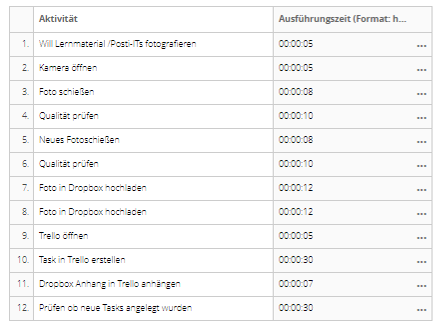 Aktivität Ausführungszeit (Format: h...
1. Will Lernmaterial /Posti-ITs fotografieren 00:00:05 ...
2. Kamera öffnen 00:00:05 ...
3. Foto schießen 00:00:08 ...
4. Qualität prüfen 00:00:10 ...
5. Neues Fotoschießen 00:00:08 ...
6. Qualität prüfen 00:00:10 ...
7. Foto in Dropbox hochladen 00:00:12 ...
8. Foto in Dropbox hochladen 00:00:12 ...
9. Trello öffnen 00:00:05 ...
10. Task in Trello erstellen 00:00:30 ...
11. Dropbox Anhang in Trello anhängen 00:00:07 ...
12. Prüfen ob neue Tasks angelegt wurden 00:00:30 ...